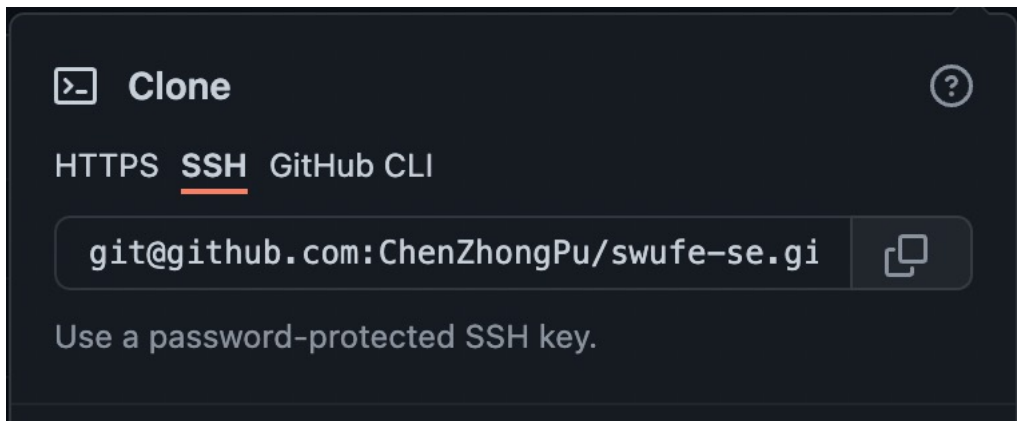 Clone
HTTPS SSH GitHub CLI
git@github.com:ChenZhongPu/swufe-se.gi
Use a password-protected SSH key.